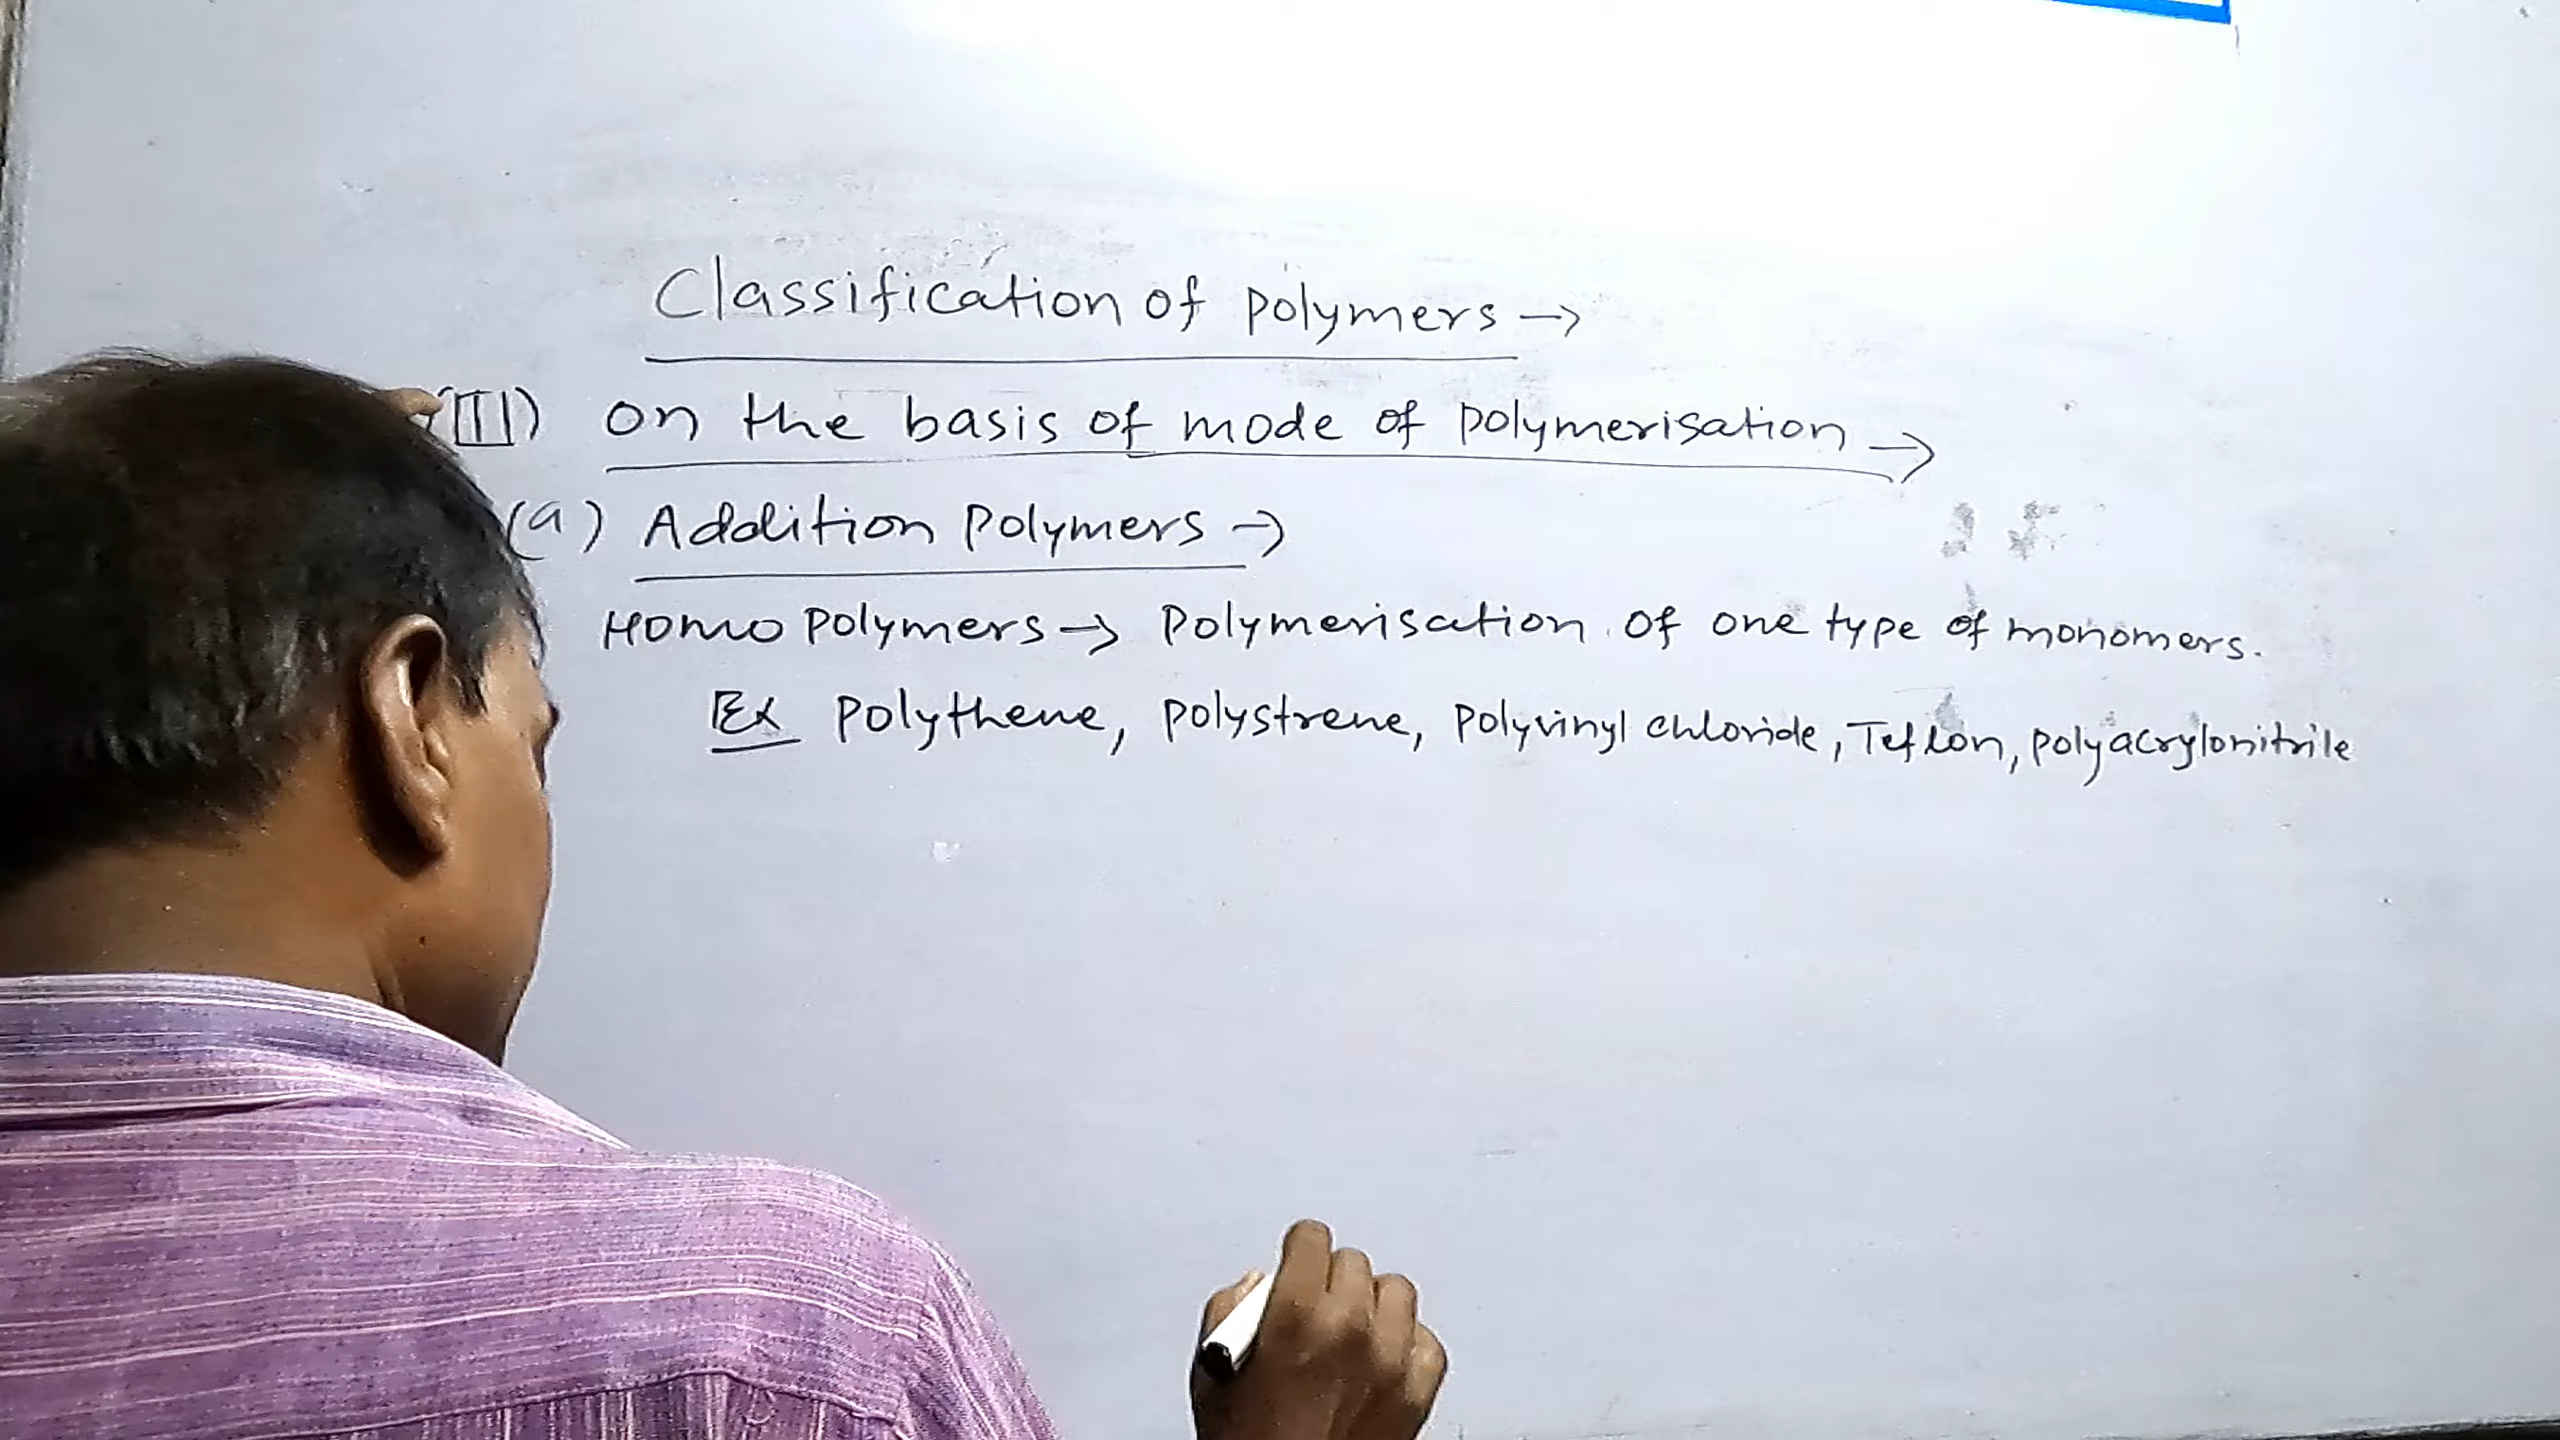 Classification of polymers →
(III) on the basis of mode of polymerisation →
(a) Addition Polymers →
Homo Polymers → Polymerisation of one type of monomers.
Ex Polythene, Polystrene, Polyvinyl chloride, Teflon, Polyacrylonitrile